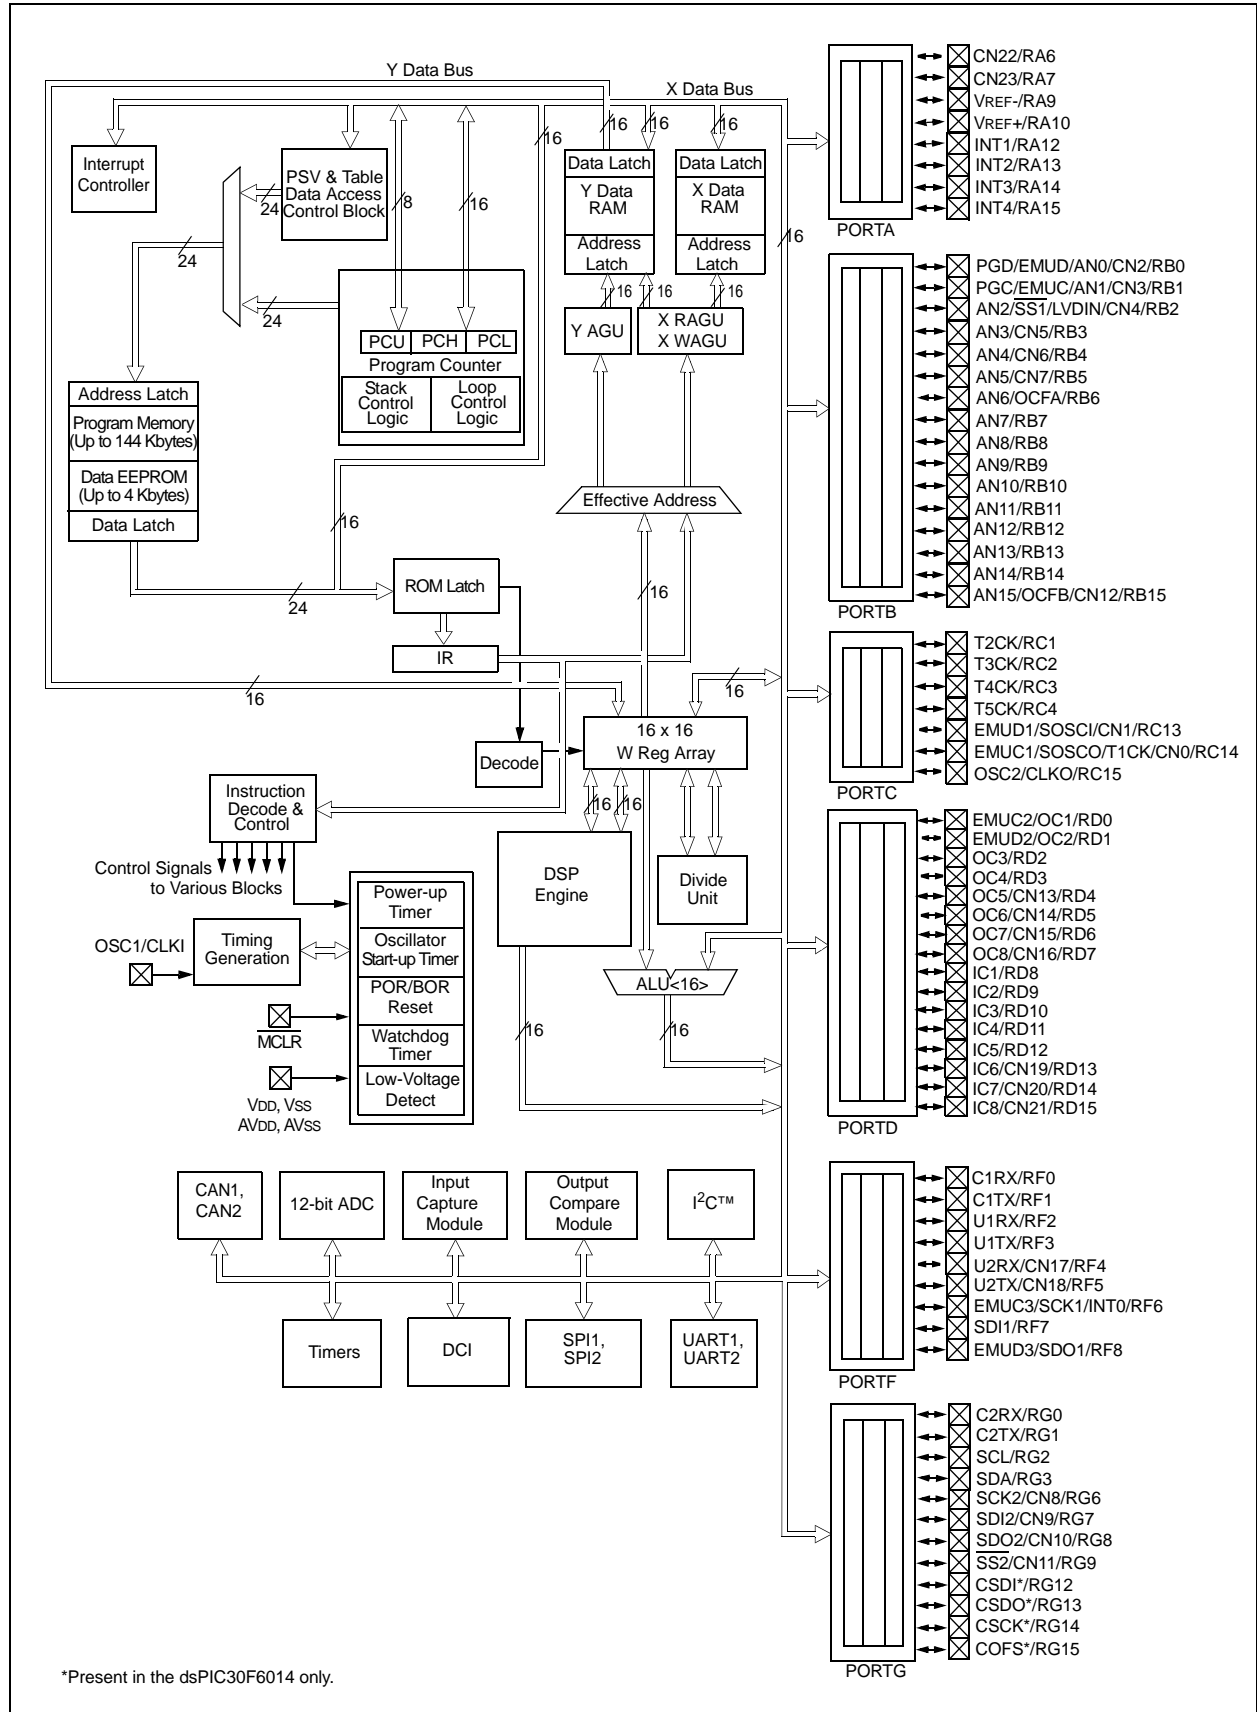 Y Data Bus
X Data Bus
Interrupt
Controller
PSV & Table
Data Access
Control Block
24
8
16
24
24
16
16
16
16
Data Latch
Y Data
RAM
Address
Latch
Data Latch
X Data
RAM
Address
Latch
16
16
16
16
Y AGU
X RAGU
X WAGU
PCU
PCH
PCL
Program Counter
Stack
Control
Logic
Loop
Control
Logic
Address Latch
Program Memory
(Up to 144 Kbytes)
Data EEPROM
(Up to 4 Kbytes)
Data Latch
Effective Address
16
24
ROM Latch
16
IR
16
16
16 x 16
W Reg Array
Decode
Instruction
Decode &
Control
Control Signals
to Various Blocks
16
16
DSP
Engine
Divide
Unit
Power-up
Timer
Oscillator
Start-up Timer
POR/BOR
Reset
Watchdog
Timer
Low-Voltage
Detect
OSC1/CLKI
Timing
Generation
MCLR
VDD, VSS
AVDD, AVSS
ALU<16>
16
16
CAN1,
CAN2
12-bit ADC
Input
Capture
Module
Output
Compare
Module
I²C™
Timers
DCI
SPI1,
SPI2
UART1,
UART2
CN22/RA6
CN23/RA7
VREF-/RA9
VREF+/RA10
INT1/RA12
INT2/RA13
INT3/RA14
INT4/RA15
PORTA
PGD/EMUD/AN0/CN2/RB0
PGC/EMUC/AN1/CN3/RB1
AN2/SS1/LVDIN/CN4/RB2
AN3/CN5/RB3
AN4/CN6/RB4
AN5/CN7/RB5
AN6/OCFA/RB6
AN7/RB7
AN8/RB8
AN9/RB9
AN10/RB10
AN11/RB11
AN12/RB12
AN13/RB13
AN14/RB14
AN15/OCFB/CN12/RB15
PORTB
T2CK/RC1
T3CK/RC2
T4CK/RC3
T5CK/RC4
EMUD1/SOSCI/CN1/RC13
EMUC1/SOSCO/T1CK/CN0/RC14
OSC2/CLKO/RC15
PORTC
EMUC2/OC1/RD0
EMUD2/OC2/RD1
OC3/RD2
OC4/RD3
OC5/CN13/RD4
OC6/CN14/RD5
OC7/CN15/RD6
OC8/CN16/RD7
IC1/RD8
IC2/RD9
IC3/RD10
IC4/RD11
IC5/RD12
IC6/CN19/RD13
IC7/CN20/RD14
IC8/CN21/RD15
PORTD
C1RX/RF0
C1TX/RF1
U1RX/RF2
U1TX/RF3
U2RX/CN17/RF4
U2TX/CN18/RF5
EMUC3/SCK1/INT0/RF6
SDI1/RF7
EMUD3/SDO1/RF8
PORTF
C2RX/RG0
C2TX/RG1
SCL/RG2
SDA/RG3
SCK2/CN8/RG6
SDI2/CN9/RG7
SDO2/CN10/RG8
SS2/CN11/RG9
CSDI*/RG12
CSDO*/RG13
CSCK*/RG14
COFS*/RG15
PORTG
*Present in the dsPIC30F6014 only.